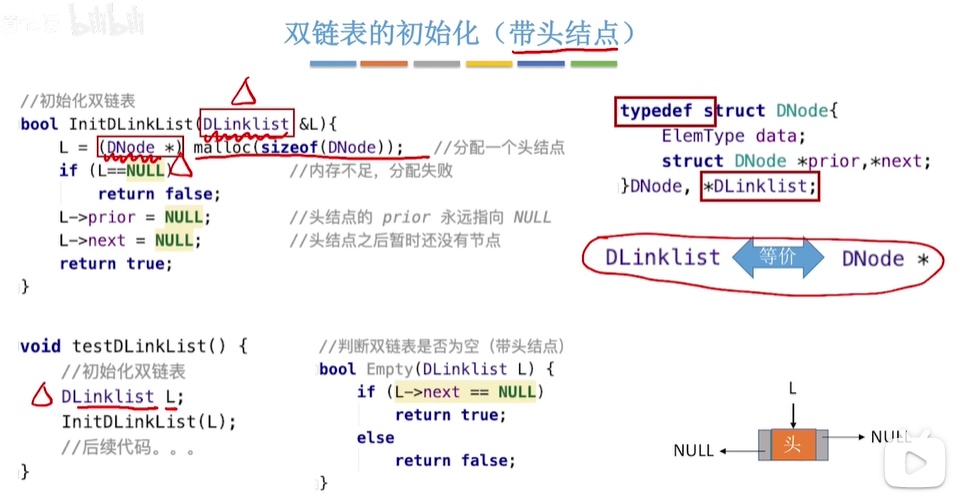 双链表的初始化（带头结点）
//初始化双链表
bool InitDLinkList(DLinklist &L){
L = (DNode *) malloc(sizeof(DNode)); //分配一个头结点
if (L==NULL) //内存不足，分配失败
return false;
L->prior = NULL; //头结点的 prior 永远指向 NULL
L->next = NULL; //头结点之后暂时还没有节点
return true;
}
typedef struct DNode{
ElemType data;
struct DNode *prior,*next;
}DNode, *DLinklist;
DLinklist 等价 DNode *
void testDLinkList() {
//初始化双链表
DLinklist L;
InitDLinkList(L);
//后续代码。。。
}
//判断双链表是否为空（带头结点）
bool Empty(DLinklist L) {
if (L->next == NULL)
return true;
else
return false;
}
L
NULL 头 NULL